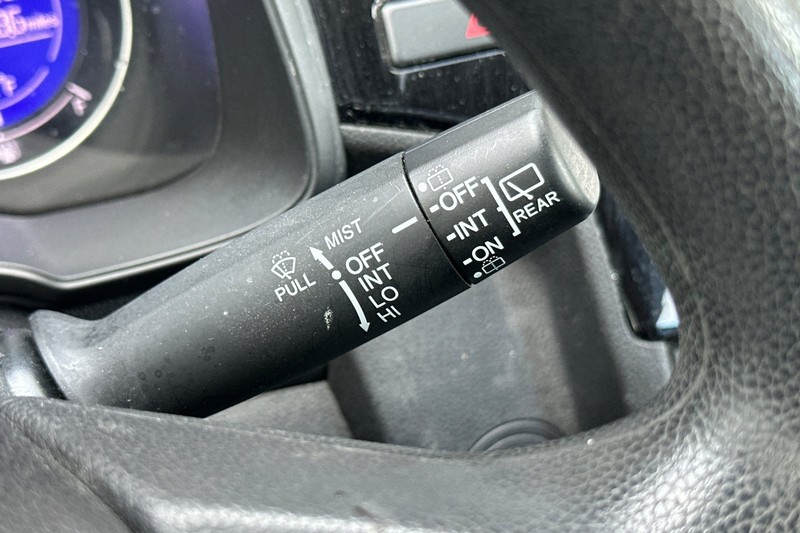 MIST
OFF
INT
LO
HI
PULL
-OFF
-INT
-ON
REAR